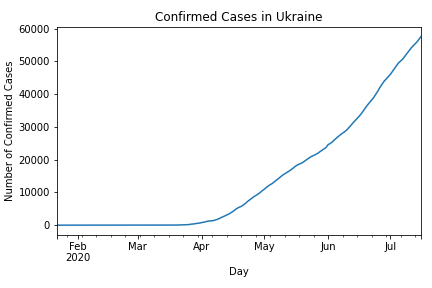 Confirmed Cases in Ukraine
Number of Confirmed Cases
60000
50000
40000
30000
20000
10000
0
Feb Mar Apr May Jun Jul
2020
Day